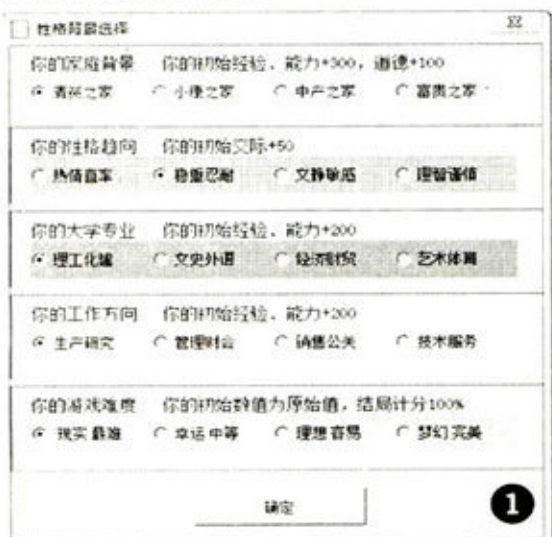 性格背景选择
你的家庭背景 你的初始经验、能力+300，道德+100
清贫之家 小康之家 中产之家 富贵之家
你的性格趋向 你的初始交际+50
热情直率 稳重忍耐 文静敏感 理智谨慎
你的大学专业 你的初始经验、能力+200
理工化建 文史外语 经济财贸 艺术体育
你的工作方向 你的初始经验、能力+200
生产研究 管理财会 销售公关 技术服务
你的游戏难度 你的初始数值为原始值，结局计分100%
现实最难 幸运中等 理想容易 梦幻完美
确定
1